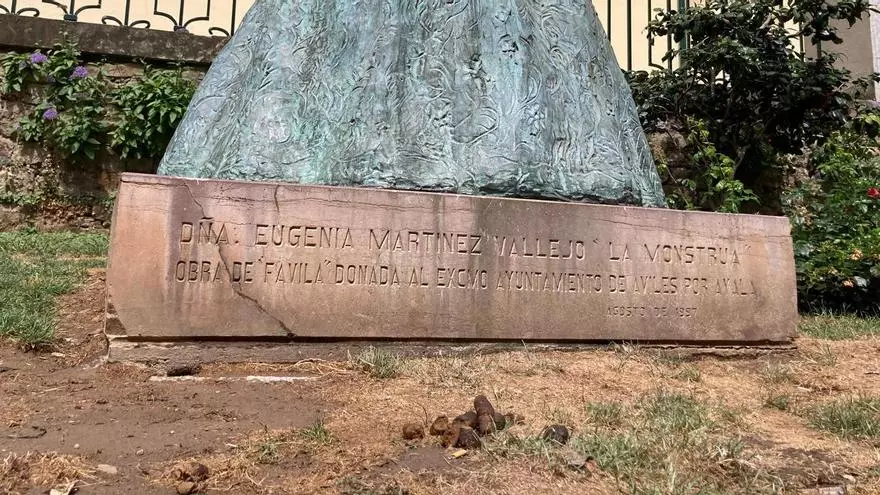 DÑA: EUGENIA MARTINEZ VALLEJO "LA MONSTRUA"
OBRA DE "FAVILA" DONADA AL EXCMO AYUNTAMIENTO DE AVILES POR AYALA
AGOSTO DE 1997